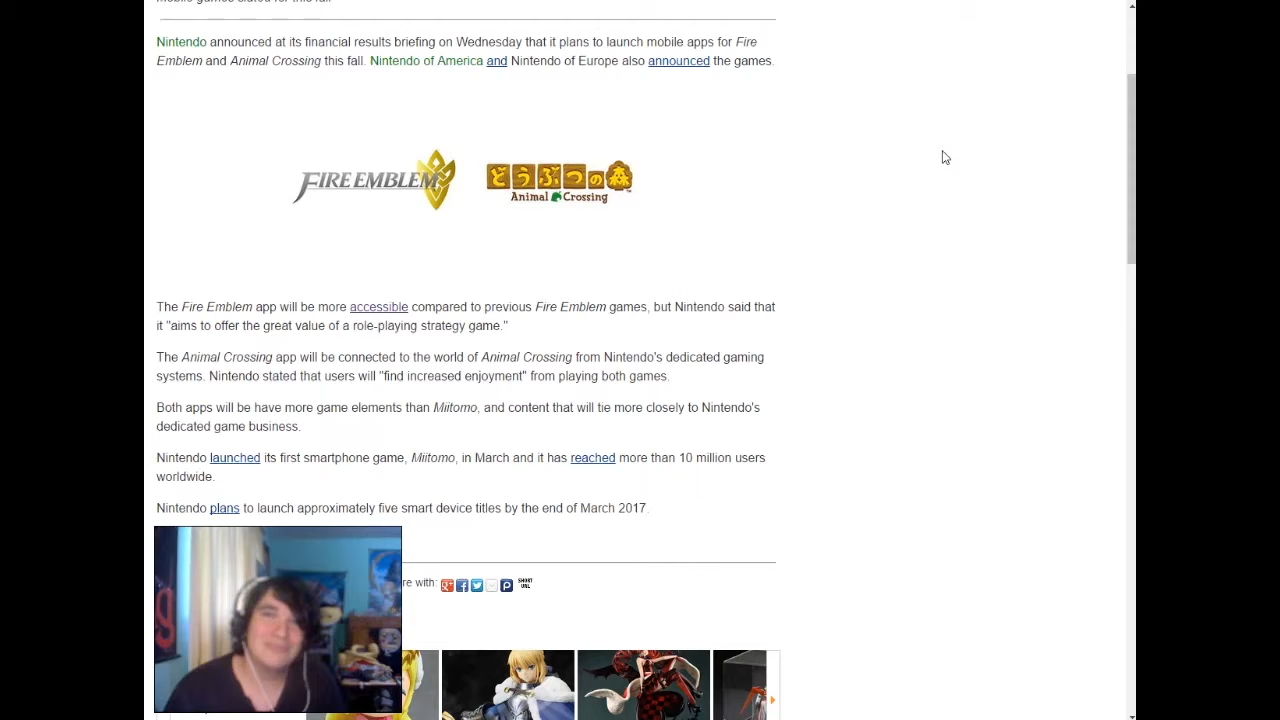 Mobile games slated for this fall
Nintendo announced at its financial results briefing on Wednesday that it plans to launch mobile apps for Fire
Emblem and Animal Crossing this fall. Nintendo of America and Nintendo of Europe also announced the games.
FIRE EMBLEM
どうぶつの森
Animal Crossing
The Fire Emblem app will be more accessible compared to previous Fire Emblem games, but Nintendo said that
it "aims to offer the great value of a role-playing strategy game."
The Animal Crossing app will be connected to the world of Animal Crossing from Nintendo's dedicated gaming
systems. Nintendo stated that users will "find increased enjoyment" from playing both games.
Both apps will be have more game elements than Miitomo, and content that will tie more closely to Nintendo's
dedicated game business.
Nintendo launched its first smartphone game, Miitomo, in March and it has reached more than 10 million users
worldwide.
Nintendo plans to launch approximately five smart device titles by the end of March 2017.
re with:
SHORT
URL